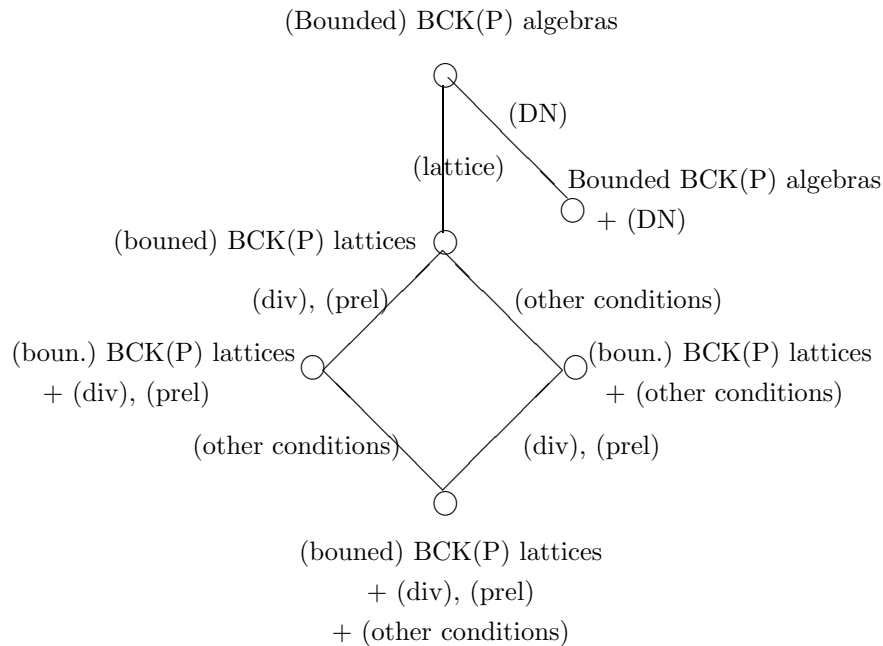 (Bounded) BCK(P) algebras
(DN)
(lattice)
Bounded BCK(P) algebras
+ (DN)
(bouned) BCK(P) lattices
(div), (prel)
(other conditions)
(boun.) BCK(P) lattices
+ (div), (prel)
(boun.) BCK(P) lattices
+ (other conditions)
(other conditions)
(div), (prel)
(bouned) BCK(P) lattices
+ (div), (prel)
+ (other conditions)